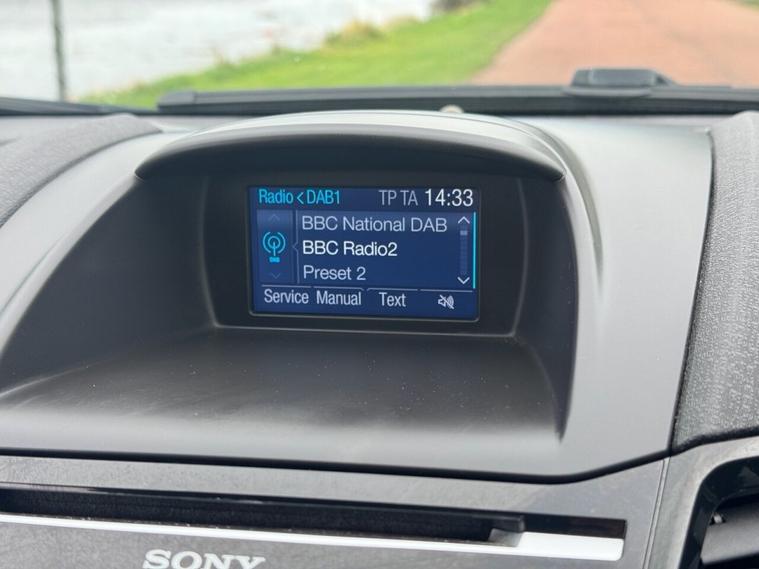 Radio < DAB1 TP TA 14:33
BBC National DAB
BBC Radio2
Preset 2
Service Manual Text
SONY